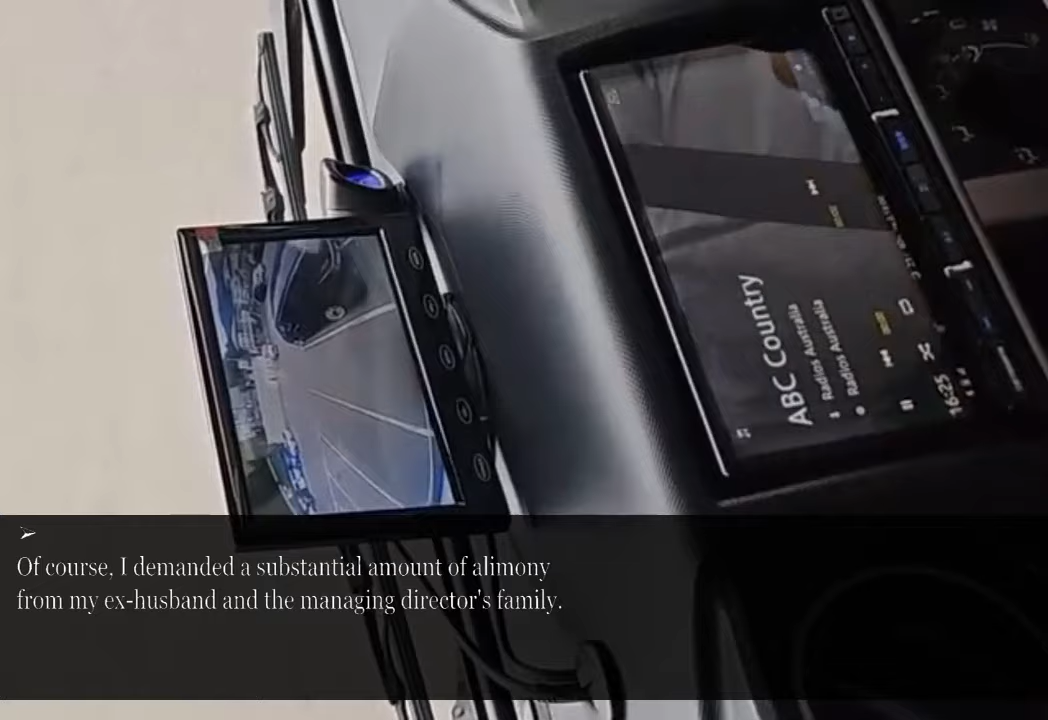 ABC Country
Radios Australia
Radios Australia
16:25
➢
Of course, I demanded a substantial amount of alimony
from my ex-husband and the managing director's family.